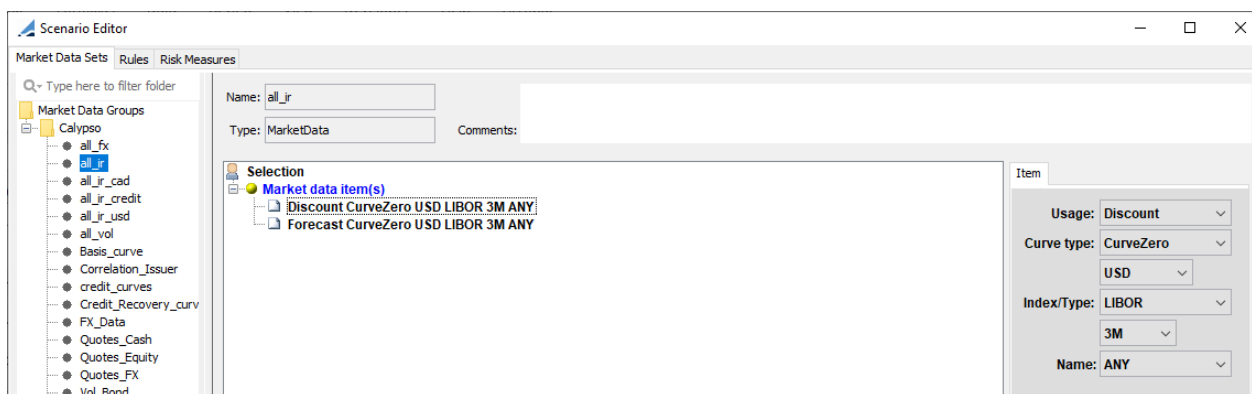 Scenario Editor
Market Data Sets Rules Risk Measures
Type here to filter folder
Market Data Groups
Calypso
all_fx
all_ir
all_ir_cad
all_ir_credit
all_ir_usd
all_vol
Basis_curve
Correlation_Issuer
credit_curves
Credit_Recovery_curv
FX_Data
Quotes_Cash
Quotes_Equity
Quotes_FX
Vol_Bond
Name: all_ir
Type: MarketData Comments:
Selection
Market data item(s)
Discount CurveZero USD LIBOR 3M ANY
Forecast CurveZero USD LIBOR 3M ANY
Item
Usage: Discount
Curve type: CurveZero
USD
Index/Type: LIBOR
3M
Name: ANY